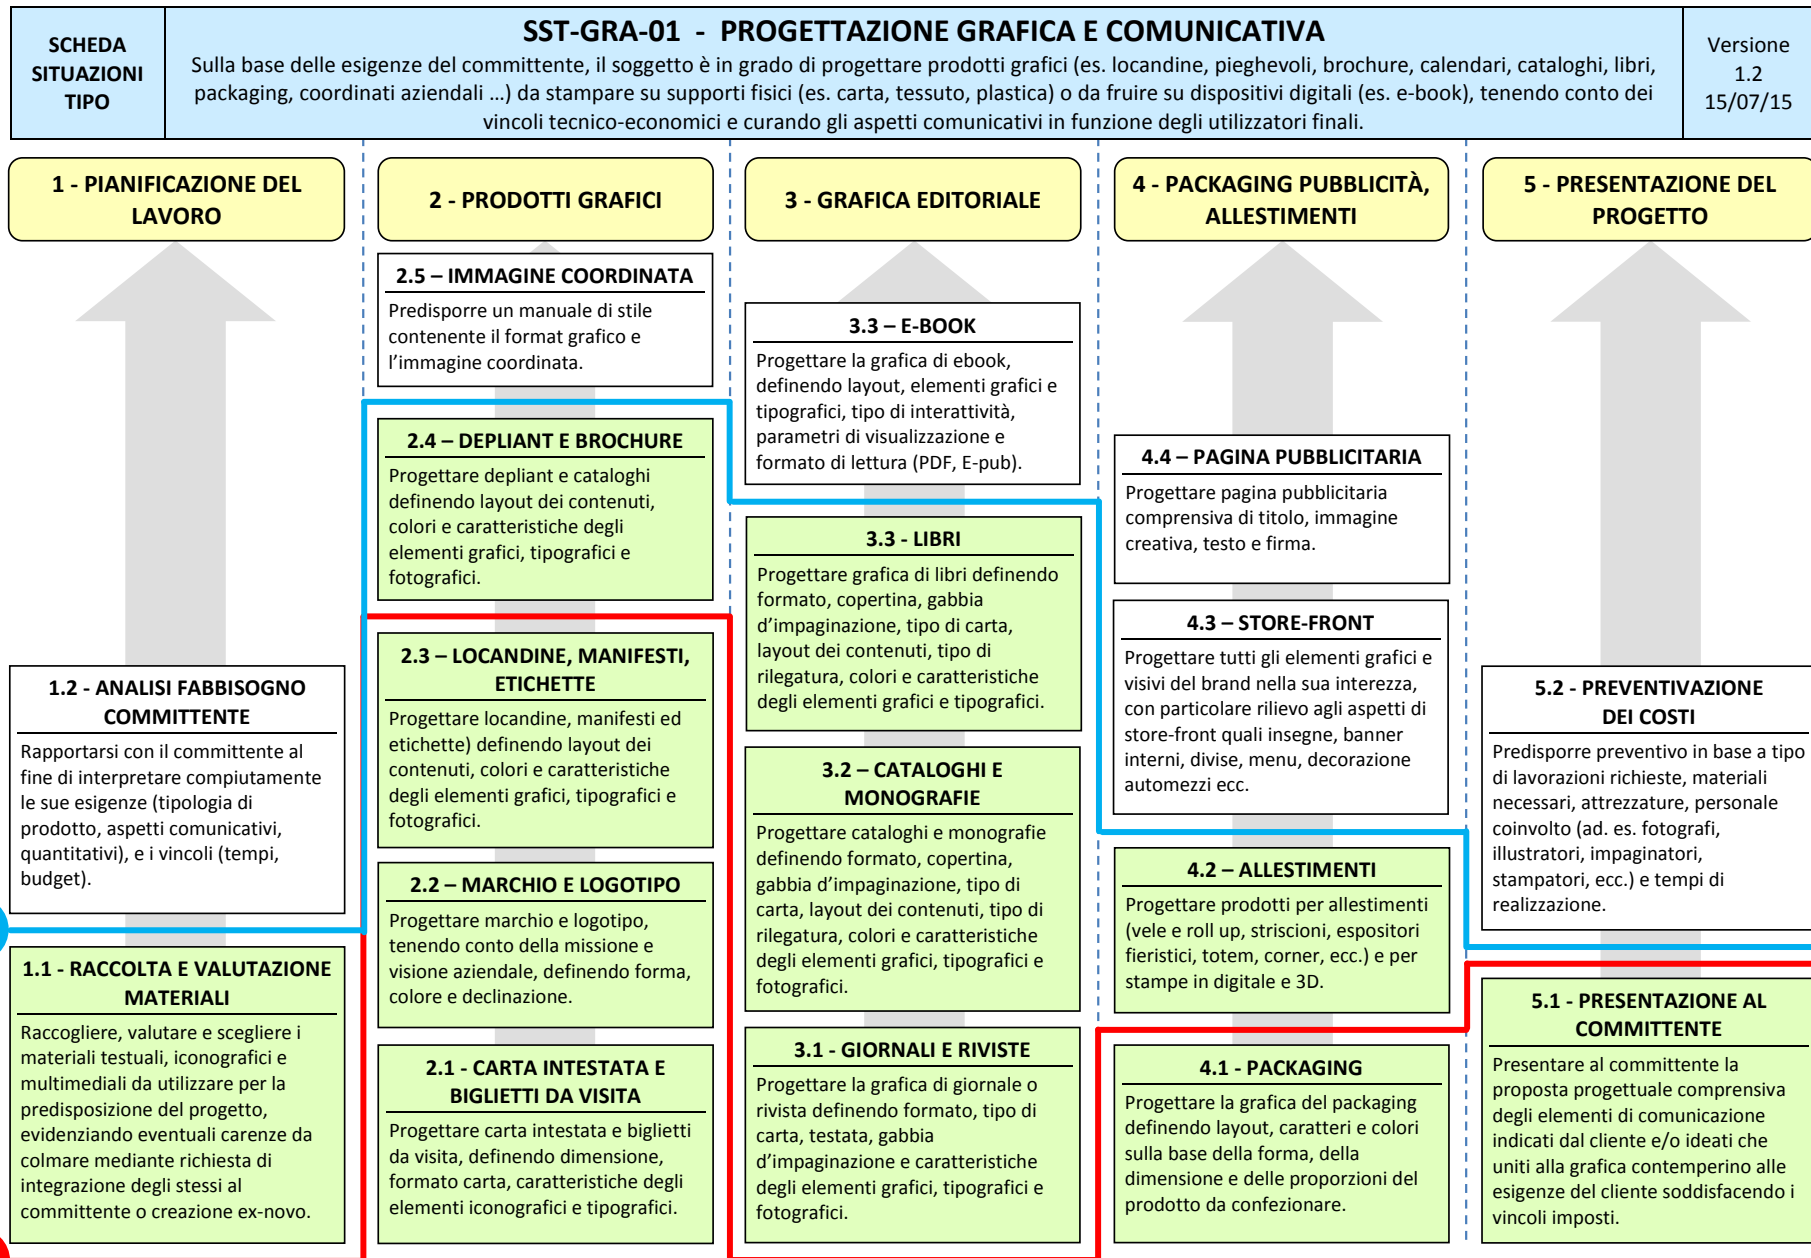 SCHEDA
SITUAZIONI
TIPO
SST-GRA-01 - PROGETTAZIONE GRAFICA E COMUNICATIVA
Sulla base delle esigenze del committente, il soggetto è in grado di progettare prodotti grafici (es. locandine, pieghevoli, brochure, calendari, cataloghi, libri,
packaging, coordinati aziendali …) da stampare su supporti fisici (es. carta, tessuto, plastica) o da fruire su dispositivi digitali (es. e-book), tenendo conto dei
vincoli tecnico-economici e curando gli aspetti comunicativi in funzione degli utilizzatori finali.
Versione
1.2
15/07/15
1 - PIANIFICAZIONE DEL
LAVORO
1.2 - ANALISI FABBISOGNO
COMMITTENTE
Rapportarsi con il committente al
fine di interpretare compiutamente
le sue esigenze (tipologia di
prodotto, aspetti comunicativi,
quantitativi), e i vincoli (tempi,
budget).
1.1 - RACCOLTA E VALUTAZIONE
MATERIALI
Raccogliere, valutare e scegliere i
materiali testuali, iconografici e
multimediali da utilizzare per la
predisposizione del progetto,
evidenziando eventuali carenze da
colmare mediante richiesta di
integrazione degli stessi al
committente o creazione ex-novo.
2 - PRODOTTI GRAFICI
2.5 – IMMAGINE COORDINATA
Predisporre un manuale di stile
contenente il format grafico e
l’immagine coordinata.
2.4 – DEPLIANT E BROCHURE
Progettare depliant e cataloghi
definendo layout dei contenuti,
colori e caratteristiche degli
elementi grafici, tipografici e
fotografici.
2.3 – LOCANDINE, MANIFESTI,
ETICHETTE
Progettare locandine, manifesti ed
etichette) definendo layout dei
contenuti, colori e caratteristiche
degli elementi grafici, tipografici e
fotografici.
2.2 – MARCHIO E LOGOTIPO
Progettare marchio e logotipo,
tenendo conto della missione e
visione aziendale, definendo forma,
colore e declinazione.
2.1 - CARTA INTESTATA E
BIGLIETTI DA VISITA
Progettare carta intestata e biglietti
da visita, definendo dimensione,
formato carta, caratteristiche degli
elementi iconografici e tipografici.
3 - GRAFICA EDITORIALE
3.3 – E-BOOK
Progettare la grafica di ebook,
definendo layout, elementi grafici e
tipografici, tipo di interattività,
parametri di visualizzazione e
formato di lettura (PDF, E-pub).
3.3 - LIBRI
Progettare grafica di libri definendo
formato, copertina, gabbia
d’impaginazione, tipo di carta,
layout dei contenuti, tipo di
rilegatura, colori e caratteristiche
degli elementi grafici e tipografici.
3.2 – CATALOGHI E
MONOGRAFIE
Progettare cataloghi e monografie
definendo formato, copertina,
gabbia d’impaginazione, tipo di
carta, layout dei contenuti, tipo di
rilegatura, colori e caratteristiche
degli elementi grafici, tipografici e
fotografici.
3.1 - GIORNALI E RIVISTE
Progettare la grafica di giornale o
rivista definendo formato, tipo di
carta, testata, gabbia
d’impaginazione e caratteristiche
degli elementi grafici, tipografici e
fotografici.
4 - PACKAGING PUBBLICITÀ,
ALLESTIMENTI
4.4 – PAGINA PUBBLICITARIA
Progettare pagina pubblicitaria
comprensiva di titolo, immagine
creativa, testo e firma.
4.3 – STORE-FRONT
Progettare tutti gli elementi grafici e
visivi del brand nella sua interezza,
con particolare rilievo agli aspetti di
store-front quali insegne, banner
interni, divise, menu, decorazione
automezzi ecc.
4.2 – ALLESTIMENTI
Progettare prodotti per allestimenti
(vele e roll up, striscioni, espositori
fieristici, totem, corner, ecc.) e per
stampe in digitale e 3D.
4.1 - PACKAGING
Progettare la grafica del packaging
definendo layout, caratteri e colori
sulla base della forma, della
dimensione e delle proporzioni del
prodotto da confezionare.
5 - PRESENTAZIONE DEL
PROGETTO
5.2 - PREVENTIVAZIONE
DEI COSTI
Predisporre preventivo in base a tipo
di lavorazioni richieste, materiali
necessari, attrezzature, personale
coinvolto (ad. es. fotografi,
illustratori, impaginatori,
stampatori, ecc.) e tempi di
realizzazione.
5.1 - PRESENTAZIONE AL
COMMITTENTE
Presentare al committente la
proposta progettuale comprensiva
degli elementi di comunicazione
indicati dal cliente e/o ideati che
uniti alla grafica contemperino alle
esigenze del cliente soddisfacendo i
vincoli imposti.